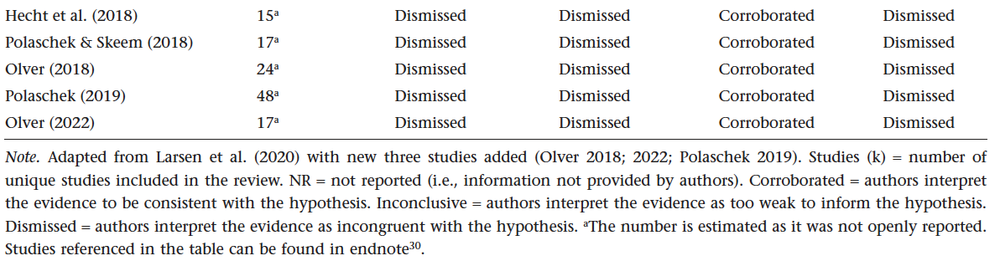 Hecht et al. (2018) 15ᵃ Dismissed Dismissed Corroborated Dismissed
Polaschek & Skeem (2018) 17ᵃ Dismissed Dismissed Corroborated Dismissed
Olver (2018) 24ᵃ Dismissed Dismissed Corroborated Dismissed
Polaschek (2019) 48ᵃ Dismissed Dismissed Corroborated Dismissed
Olver (2022) 17ᵃ Dismissed Dismissed Corroborated Dismissed
Note. Adapted from Larsen et al. (2020) with new three studies added (Olver 2018; 2022; Polaschek 2019). Studies (k) = number of
unique studies included in the review. NR = not reported (i.e., information not provided by authors). Corroborated = authors interpret
the evidence to be consistent with the hypothesis. Inconclusive = authors interpret the evidence as too weak to inform the hypothesis.
Dismissed = authors interpret the evidence as incongruent with the hypothesis. ᵃThe number is estimated as it was not openly reported.
Studies referenced in the table can be found in endnote³⁰.